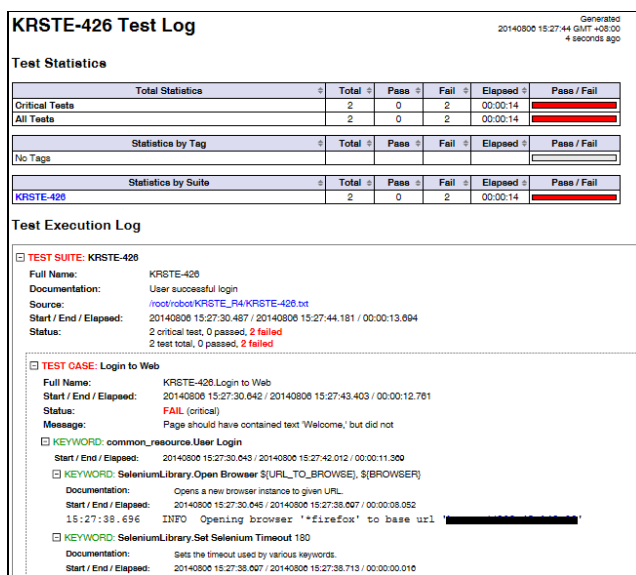 KRSTE-426 Test Log
Generated
20140806 15:27:44 GMT +08:00
4 seconds ago
Test Statistics
Total Statistics Total Pass Fail Elapsed Pass / Fail
Critical Tests 2 0 2 00:00:14
All Tests 2 0 2 00:00:14
Statistics by Tag Total Pass Fail Elapsed Pass / Fail
No Tags
Statistics by Suite Total Pass Fail Elapsed Pass / Fail
KRSTE-426 2 0 2 00:00:14
Test Execution Log
TEST SUITE: KRSTE-426
Full Name: KRSTE-426
Documentation: User successful login
Source: /root/robot/KRSTE_R4/KRSTE-426.txt
Start / End / Elapsed: 20140806 15:27:30.487 / 20140806 15:27:44.181 / 00:00:13.694
Status: 2 critical test, 0 passed, 2 failed
2 test total, 0 passed, 2 failed
TEST CASE: Login to Web
Full Name: KRSTE-426.Login to Web
Start / End / Elapsed: 20140806 15:27:30.642 / 20140806 15:27:43.403 / 00:00:12.761
Status: FAIL (critical)
Message: Page should have contained text 'Welcome,' but did not
KEYWORD: common_resource.User Login
Start / End / Elapsed: 20140806 15:27:30.643 / 20140806 15:27:42.012 / 00:00:11.369
KEYWORD: SeleniumLibrary.Open Browser ${URL_TO_BROWSE}, ${BROWSER}
Documentation: Opens a new browser instance to given URL.
Start / End / Elapsed: 20140806 15:27:30.645 / 20140806 15:27:38.697 / 00:00:08.052
15:27:38.696 INFO Opening browser '*firefox' to base url '
KEYWORD: SeleniumLibrary.Set Selenium Timeout 180
Documentation: Sets the timeout used by various keywords.
Start / End / Elapsed: 20140806 15:27:38.697 / 20140806 15:27:38.713 / 00:00:00.016